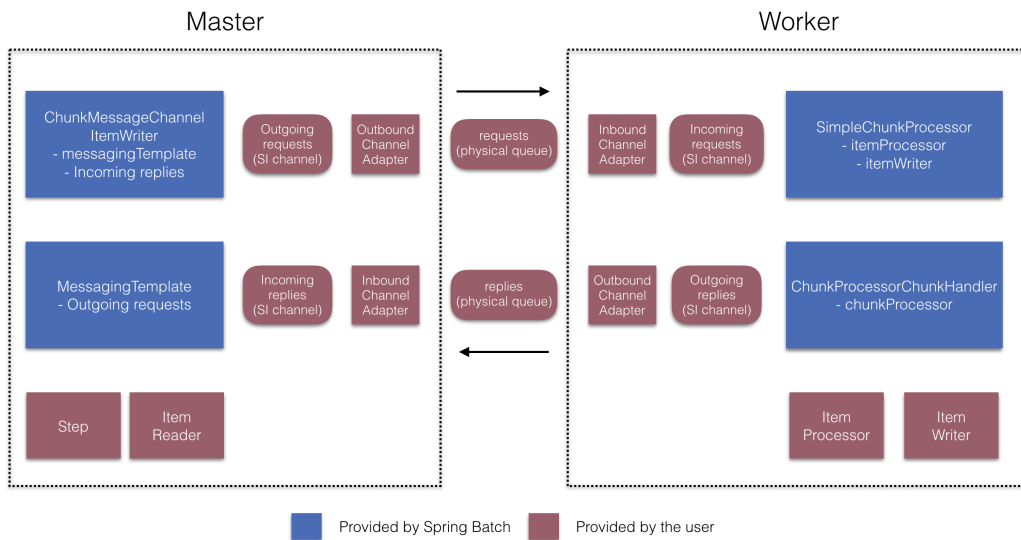 Master
Worker
ChunkMessageChannel
ItemWriter
- messagingTemplate
- Incoming replies
Outgoing
requests
(SI channel)
Outbound
Channel
Adapter
requests
(physical queue)
Inbound
Channel
Adapter
Incoming
requests
(SI channel)
SimpleChunkProcessor
- itemProcessor
- itemWriter
MessagingTemplate
- Outgoing requests
Incoming
replies
(SI channel)
Inbound
Channel
Adapter
replies
(physical queue)
Outbound
Channel
Adapter
Outgoing
replies
(SI channel)
ChunkProcessorChunkHandler
- chunkProcessor
Step
Item
Reader
Item
Processor
Item
Writer
Provided by Spring Batch
Provided by the user